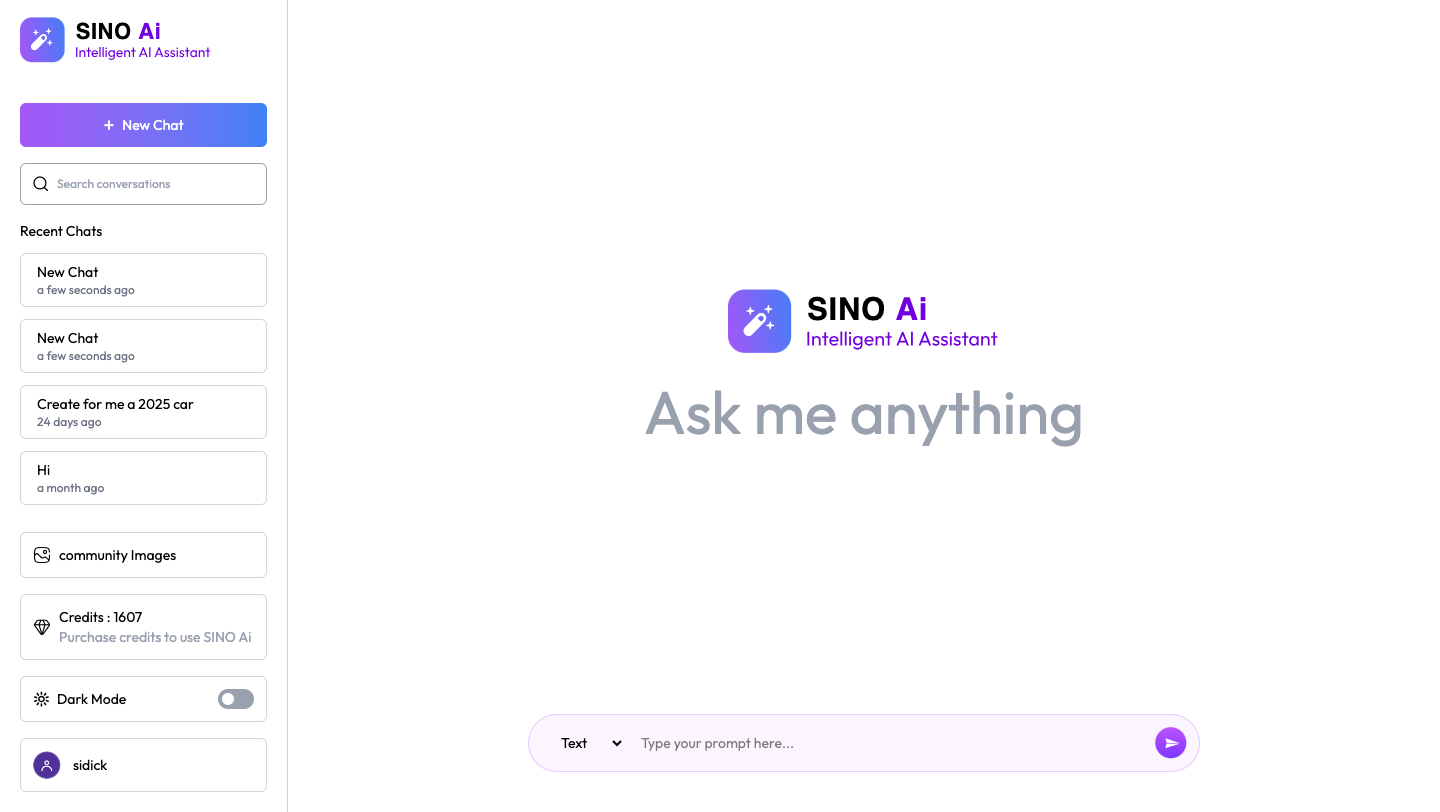 SINO Ai
Intelligent AI Assistant
+ New Chat
Search conversations
Recent Chats
New Chat
a few seconds ago
New Chat
a few seconds ago
Create for me a 2025 car
24 days ago
Hi
a month ago
community Images
Credits : 1607
Purchase credits to use SINO Ai
Dark Mode
sidick
SINO Ai
Intelligent AI Assistant
Ask me anything
Text
Type your prompt here...